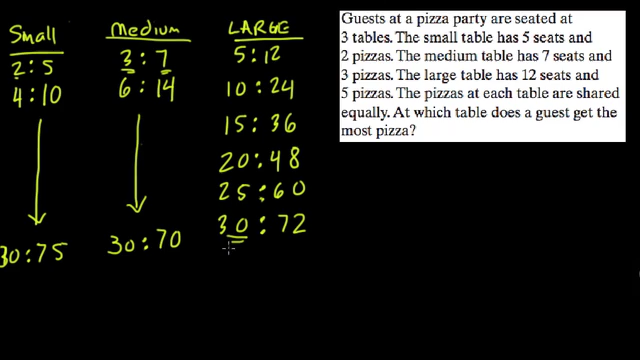 Small
2:5
4:10
30:75
Medium
3:7
6:14
30:70
LARGE
5:12
10:24
15:36
20:48
25:60
30:72
Guests at a pizza party are seated at
3 tables. The small table has 5 seats and
2 pizzas. The medium table has 7 seats and
3 pizzas. The large table has 12 seats and
5 pizzas. The pizzas at each table are shared
equally. At which table does a guest get the
most pizza?